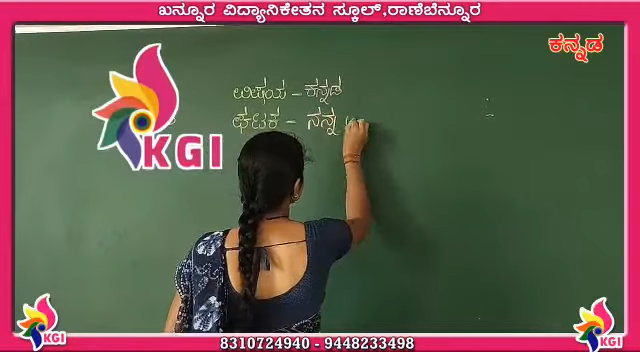 ಖನ್ನೂರ ವಿದ್ಯಾನಿಕೇತನ ಸ್ಕೂಲ್,ರಾಣೆಬೆನ್ನೂರ
ಕನ್ನಡ
ವಿಷಯ – ಕನ್ನಡ
ಘಟಕ – ನನ್ನ
KGI
KGI
KGI
8310724940 - 9448233498